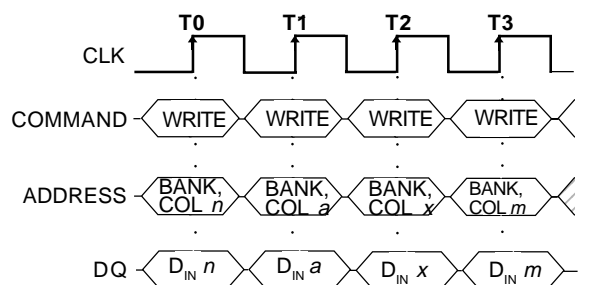 T0 T1 T2 T3
CLK
COMMAND WRITE WRITE WRITE WRITE
BANK, BANK, BANK, BANK,
ADDRESS COL n COL a COL x COL m
DQ DIN n DIN a DIN x DIN m